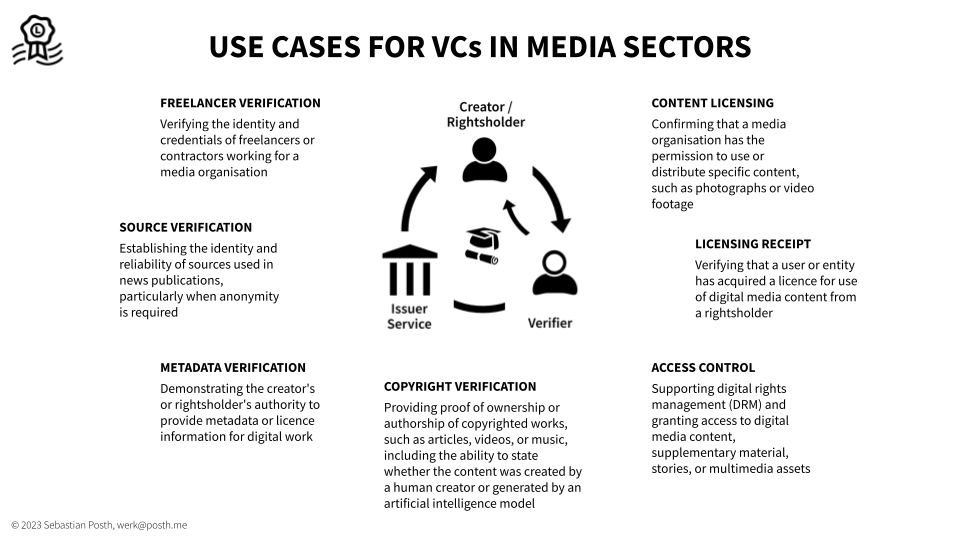 USE CASES FOR VCs IN MEDIA SECTORS
FREELANCER VERIFICATION
Verifying the identity and
credentials of freelancers or
contractors working for a
media organisation
SOURCE VERIFICATION
Establishing the identity and
reliability of sources used in
news publications,
particularly when anonymity
is required
METADATA VERIFICATION
Demonstrating the creator's
or rightsholder's authority to
provide metadata or licence
information for digital work
Creator /
Rightsholder
Issuer
Service
Verifier
COPYRIGHT VERIFICATION
Providing proof of ownership or
authorship of copyrighted works,
such as articles, videos, or music,
including the ability to state
whether the content was created by
a human creator or generated by an
artificial intelligence model
CONTENT LICENSING
Confirming that a media
organisation has the
permission to use or
distribute specific content,
such as photographs or video
footage
LICENSING RECEIPT
Verifying that a user or entity
has acquired a licence for use
of digital media content from
a rightsholder
ACCESS CONTROL
Supporting digital rights
management (DRM) and
granting access to digital
media content,
supplementary material,
stories, or multimedia assets
© 2023 Sebastian Posth, werk@posth.me